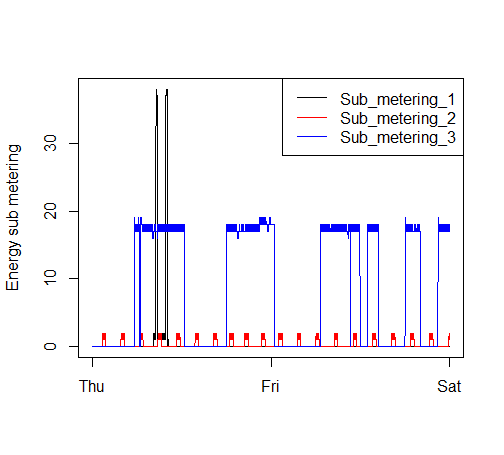 Sub_metering_1
Sub_metering_2
Sub_metering_3
Energy sub metering
30
20
10
0
Thu
Fri
Sat